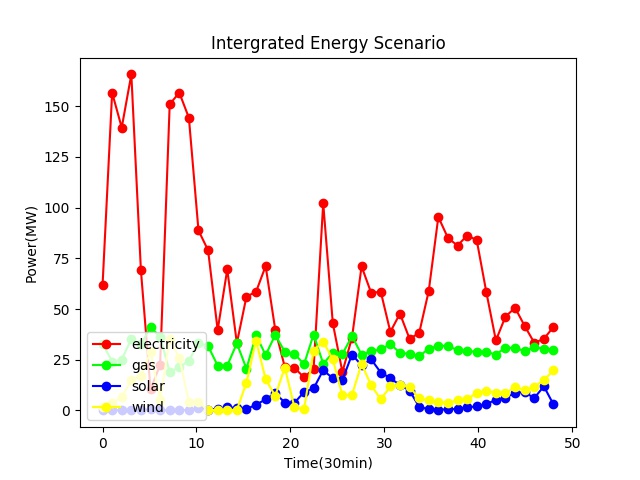 Intergrated Energy Scenario
Power(MW)
150
125
100
75
50
25
0
electricity
gas
solar
wind
0 10 20 30 40 50
Time(30min)